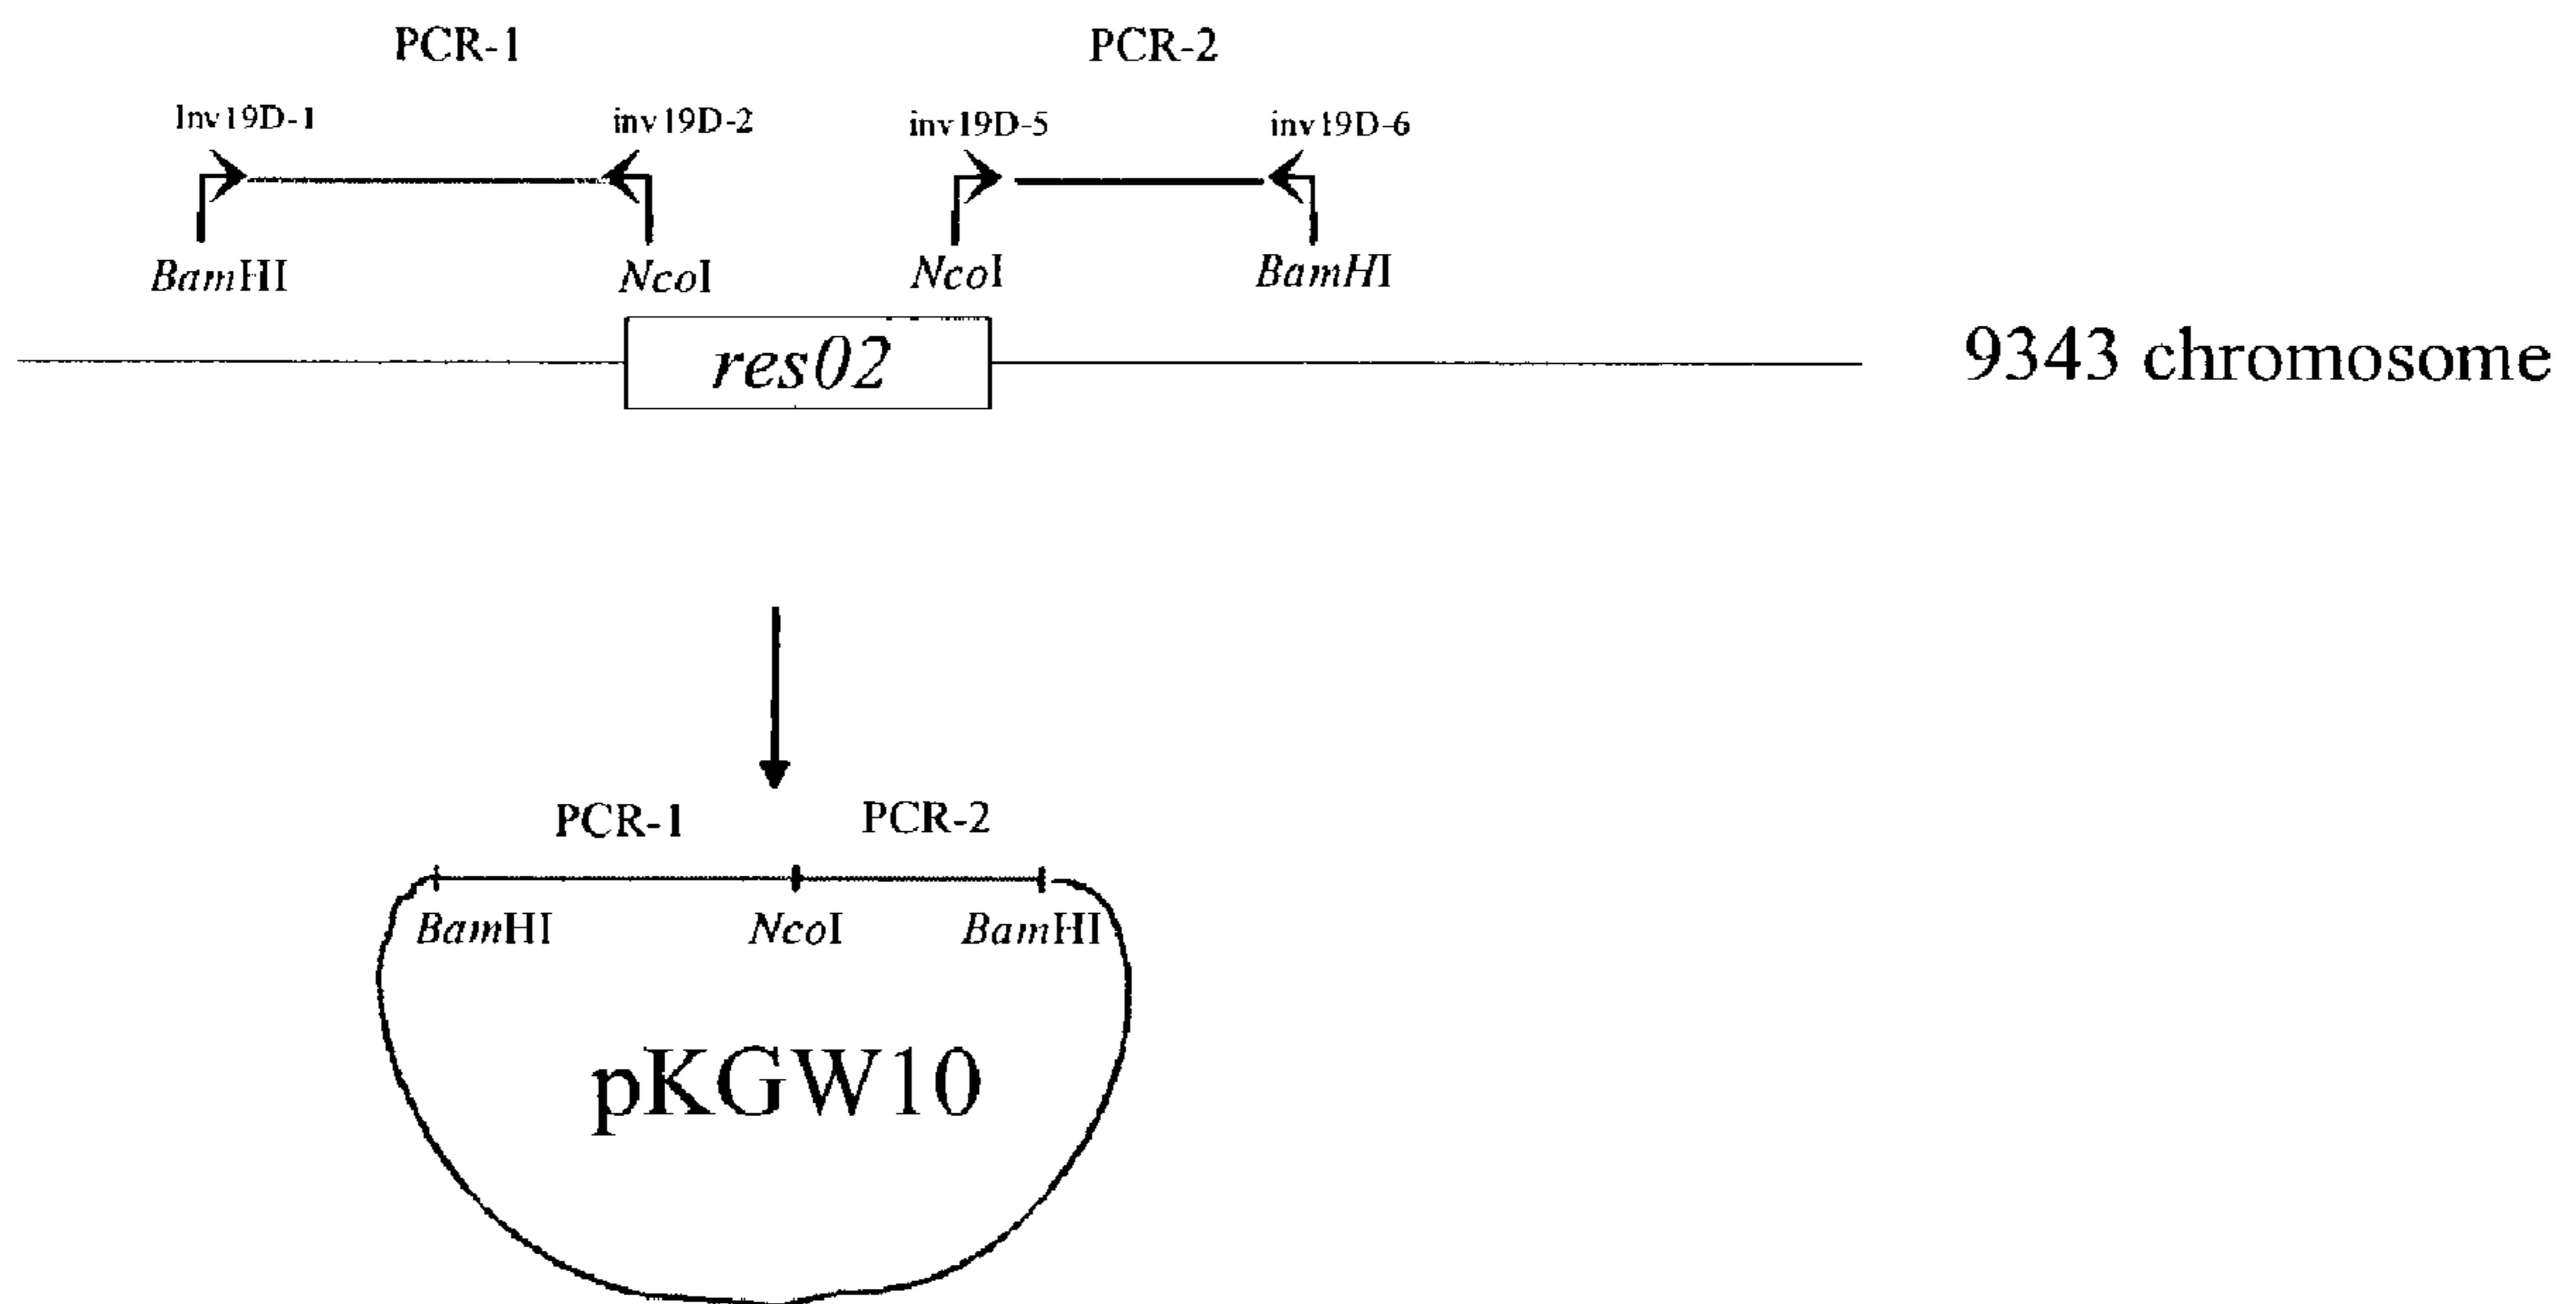 PCR-1 PCR-2
Inv19D-1 inv19D-2 inv19D-5 inv19D-6
BamHI NcoI NcoI BamHI
res02 9343 chromosome
PCR-1 PCR-2
BamHI NcoI BamHI
pKGW10